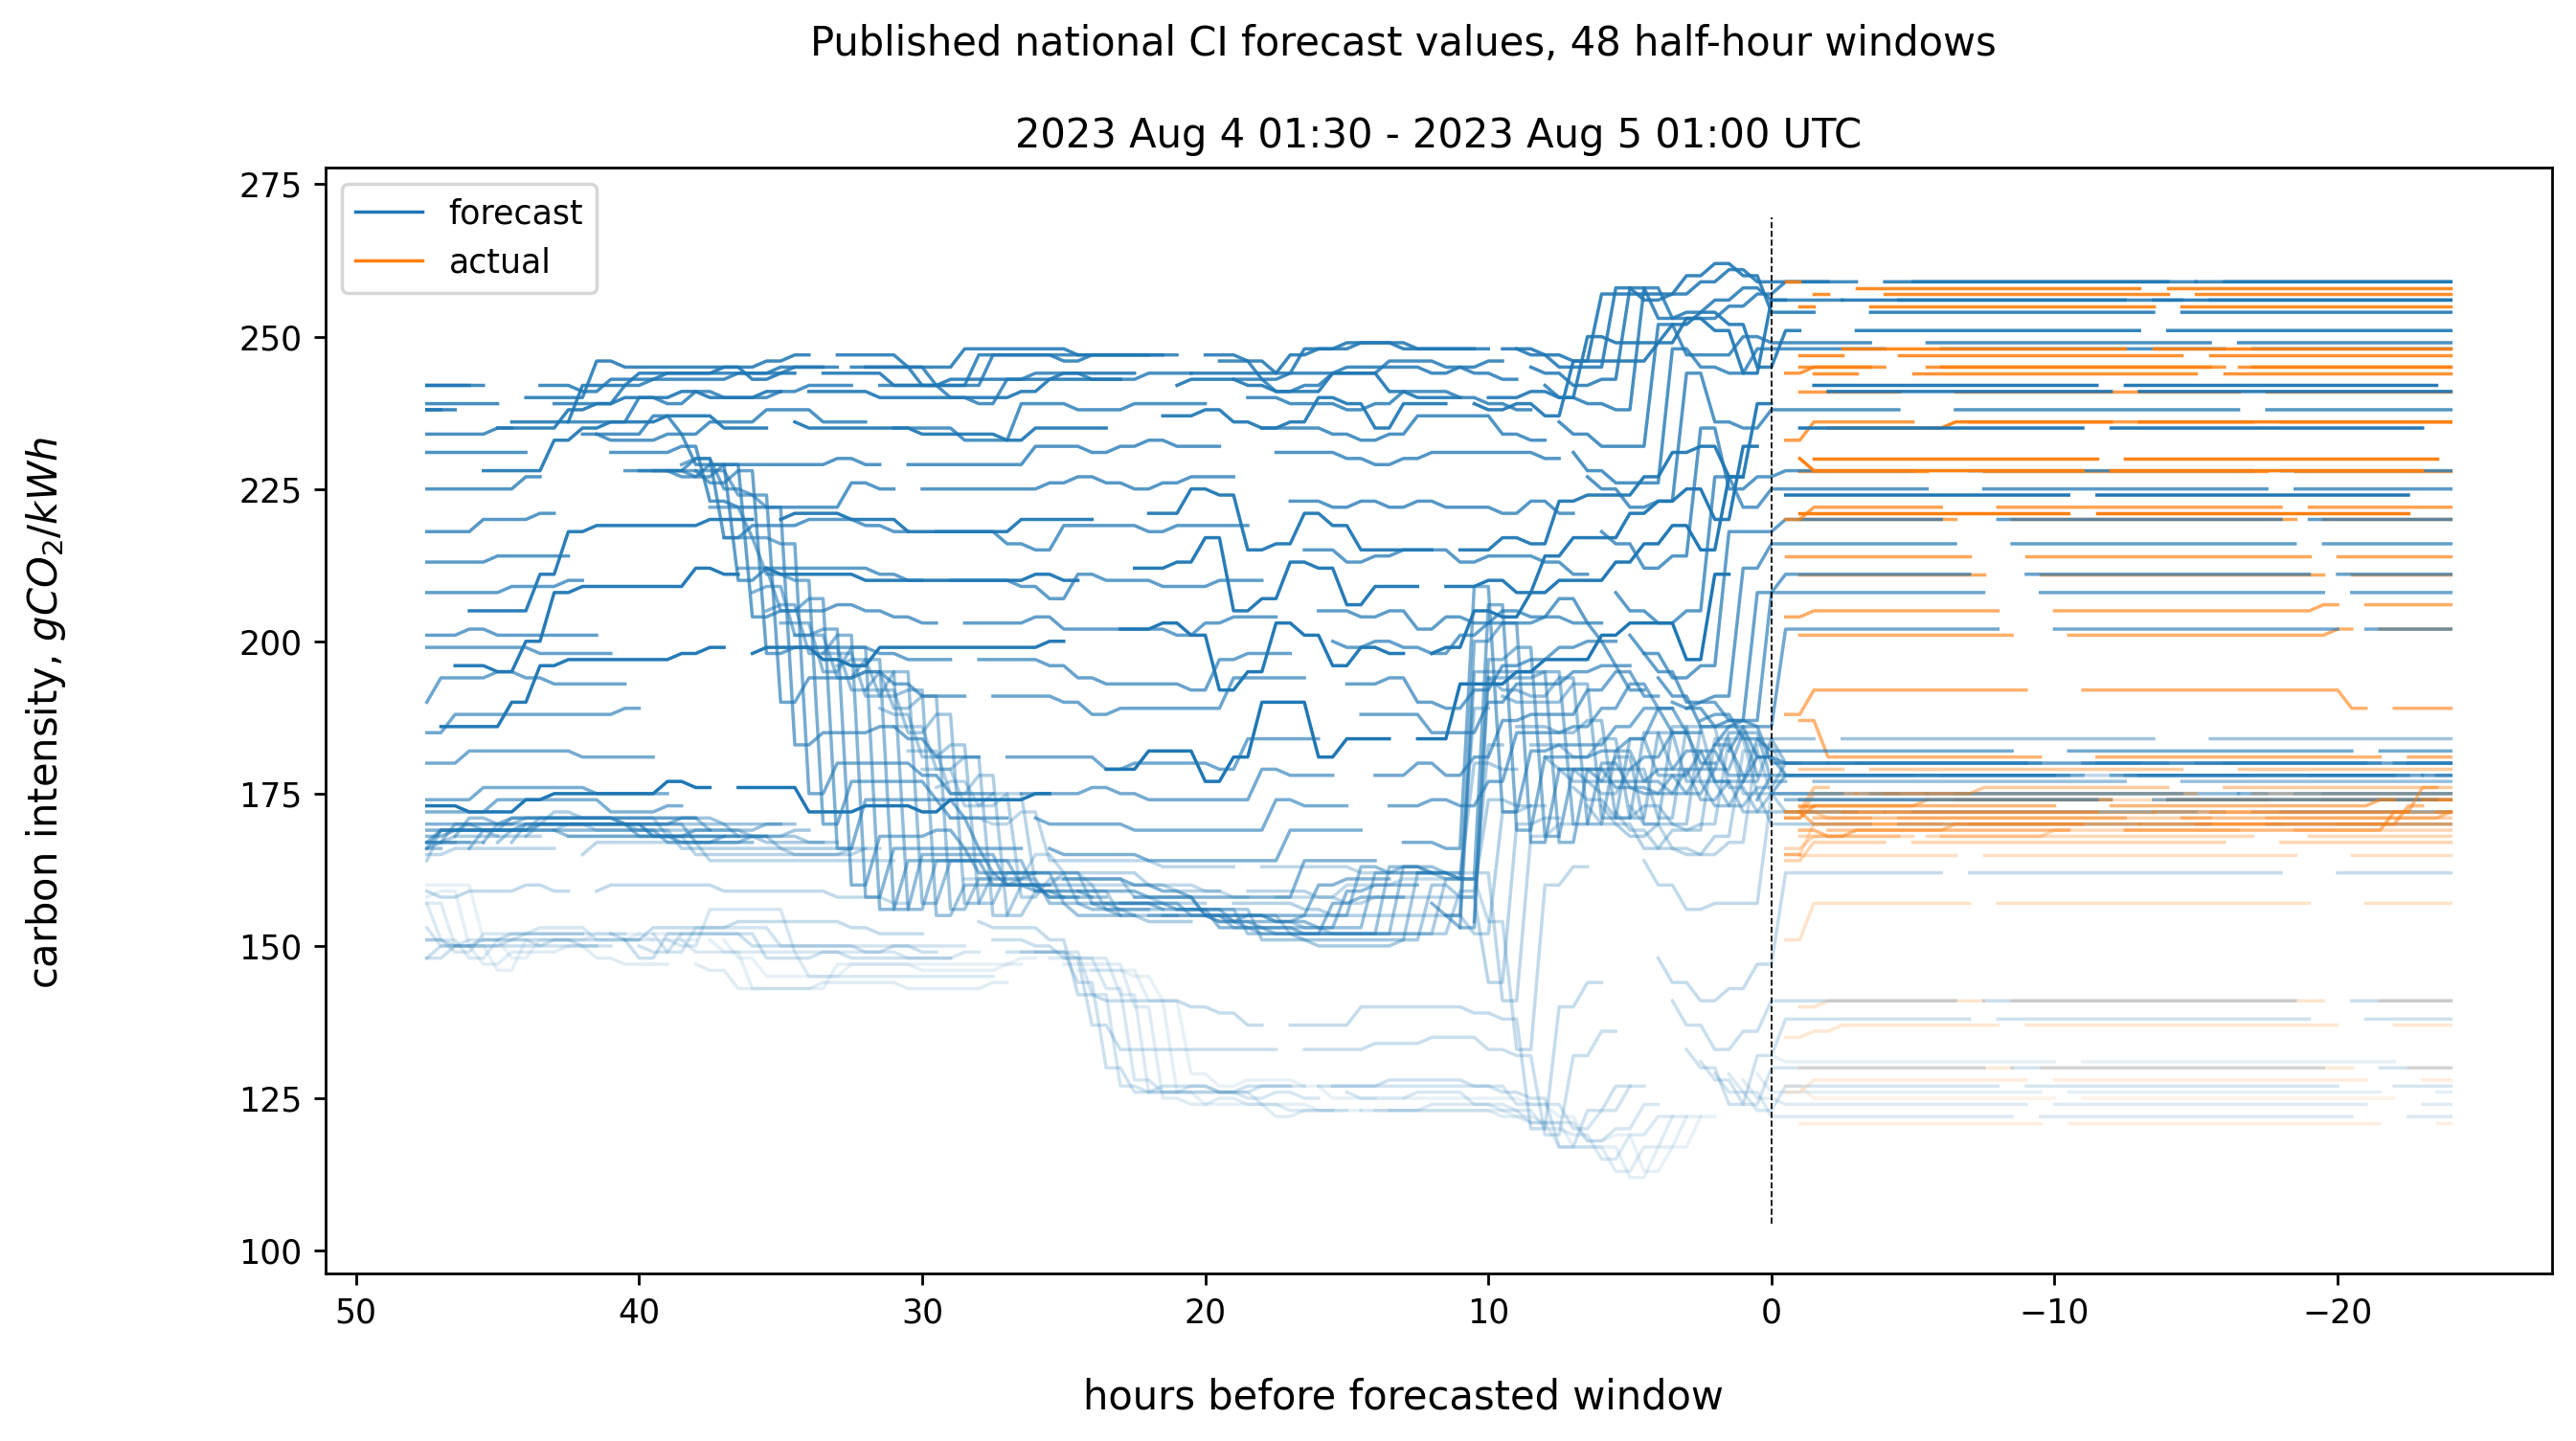 Published national CI forecast values, 48 half-hour windows
2023 Aug 4 01:30 - 2023 Aug 5 01:00 UTC
forecast
actual
carbon intensity, gCO₂/kWh
275
250
225
200
175
150
125
100
50 40 30 20 10 0 −10 −20
hours before forecasted window